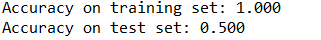 Accuracy on training set: 1.000
Accuracy on test set: 0.500